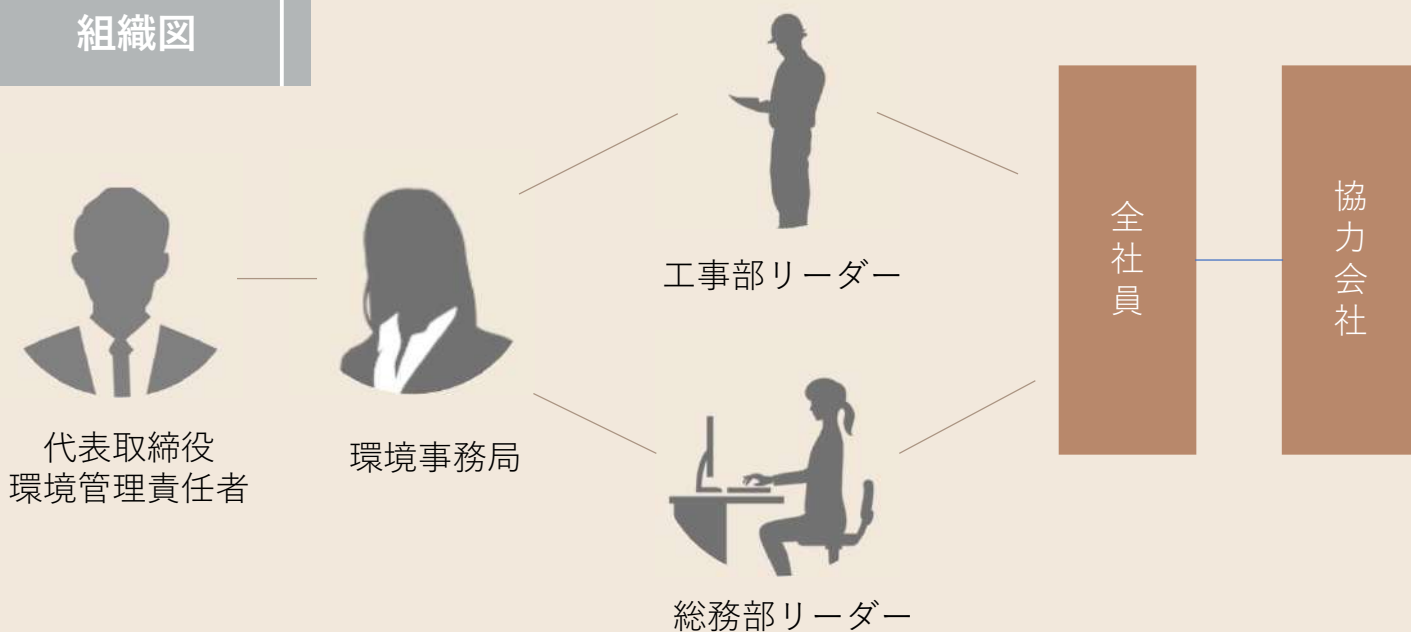 組織図
代表取締役
環境管理責任者
環境事務局
工事部リーダー
総務部リーダー
全社員
協力会社